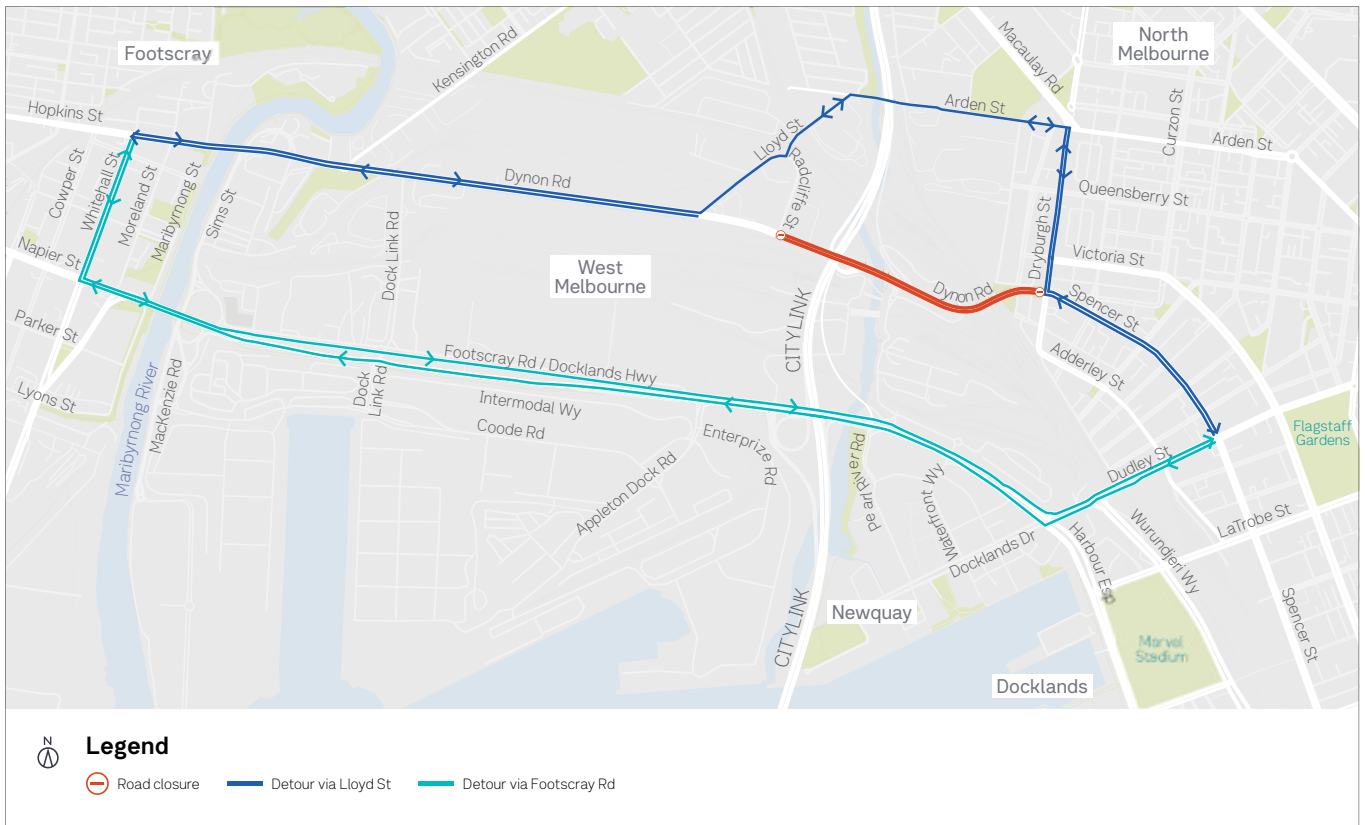 Footscray
Kensington Rd
Macaulay Rd
North
Melbourne
Hopkins St
Arden St
Curzon St
Arden St
Lloyd St
Radcliffe St
Cowper St
Whitehall St
Moreland St
Maribyrnong St
Sims St
Dynon Rd
Queensberry St
Dryburgh St
Napier St
Dock Link Rd
West
Melbourne
Victoria St
Dynon Rd
Spencer St
CITYLINK
Parker St
Adderley St
Footscray Rd / Docklands Hwy
Lyons St
Maribyrnong River
MacKenzie Rd
Dock
Link Rd
Intermodal Wy
Coode Rd
Enterprize Rd
Flagstaff
Gardens
Dudley St
Appleton Dock Rd
Pearl River Rd
Waterfront Wy
Docklands Dr
Harbour Es
Wurundjeri Wy
LaTrobe St
CITYLINK
Newquay
Spencer St
Marvel
Stadium
Docklands
N
Legend
Road closure
Detour via Lloyd St
Detour via Footscray Rd